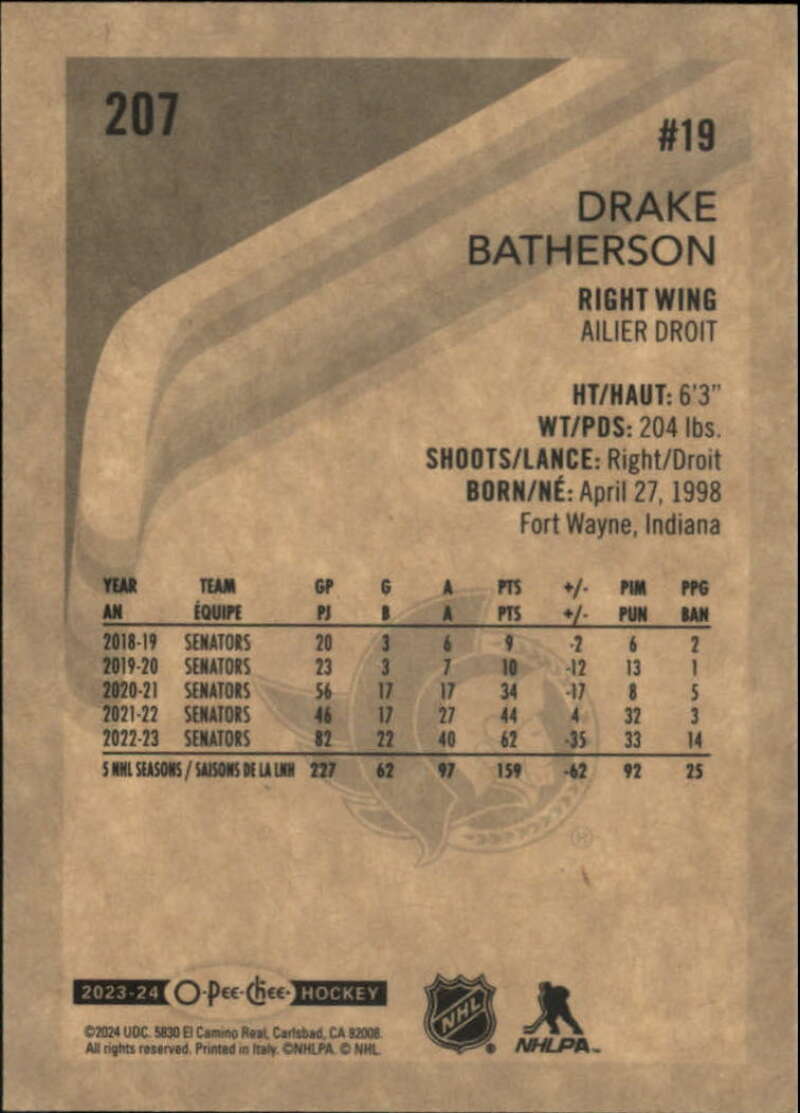 207
#19
DRAKE
BATHERSON
RIGHT WING
AILIER DROIT
HT/HAUT: 6'3"
WT/PDS: 204 lbs.
SHOOTS/LANCE: Right/Droit
BORN/NÉ: April 27, 1998
Fort Wayne, Indiana
YEAR TEAM GP G A PTS +/- PIM PPG
AN ÉQUIPE PJ B A PTS +/- PUN BAN
2018-19 SENATORS 20 3 6 9 -2 6 2
2019-20 SENATORS 23 3 7 10 -12 13 1
2020-21 SENATORS 56 17 17 34 -17 8 5
2021-22 SENATORS 46 17 27 44 4 32 3
2022-23 SENATORS 82 22 40 62 -35 33 14
5 NHL SEASONS / SAISONS DE LA LNH 227 62 97 159 -62 92 25
2023-24 O-Pee-Chee- HOCKEY
©2024 UDC. 5830 El Camino Real, Carlsbad, CA 92008.
All rights reserved. Printed in Italy. ©NHLPA. © NHL.
NHL
NHLPA